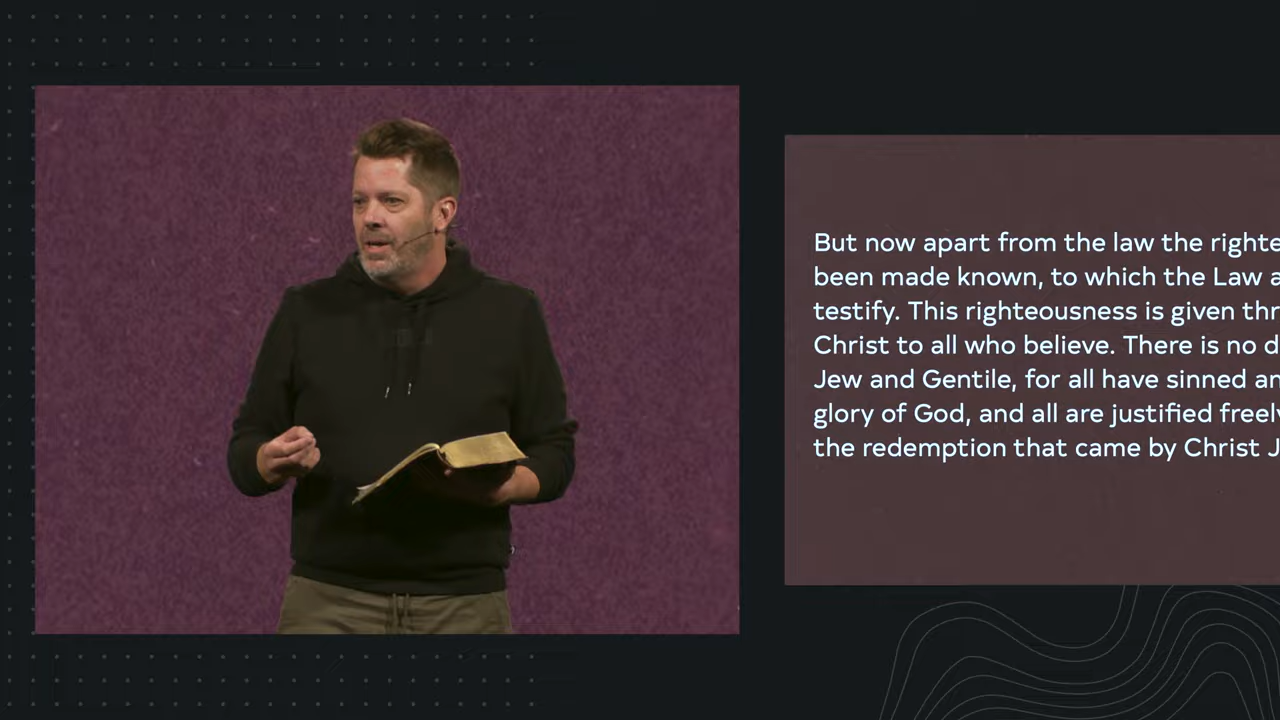 But now apart from the law the righte
been made known, to which the Law a
testify. This righteousness is given thr
Christ to all who believe. There is no d
Jew and Gentile, for all have sinned an
glory of God, and all are justified freely
the redemption that came by Christ J